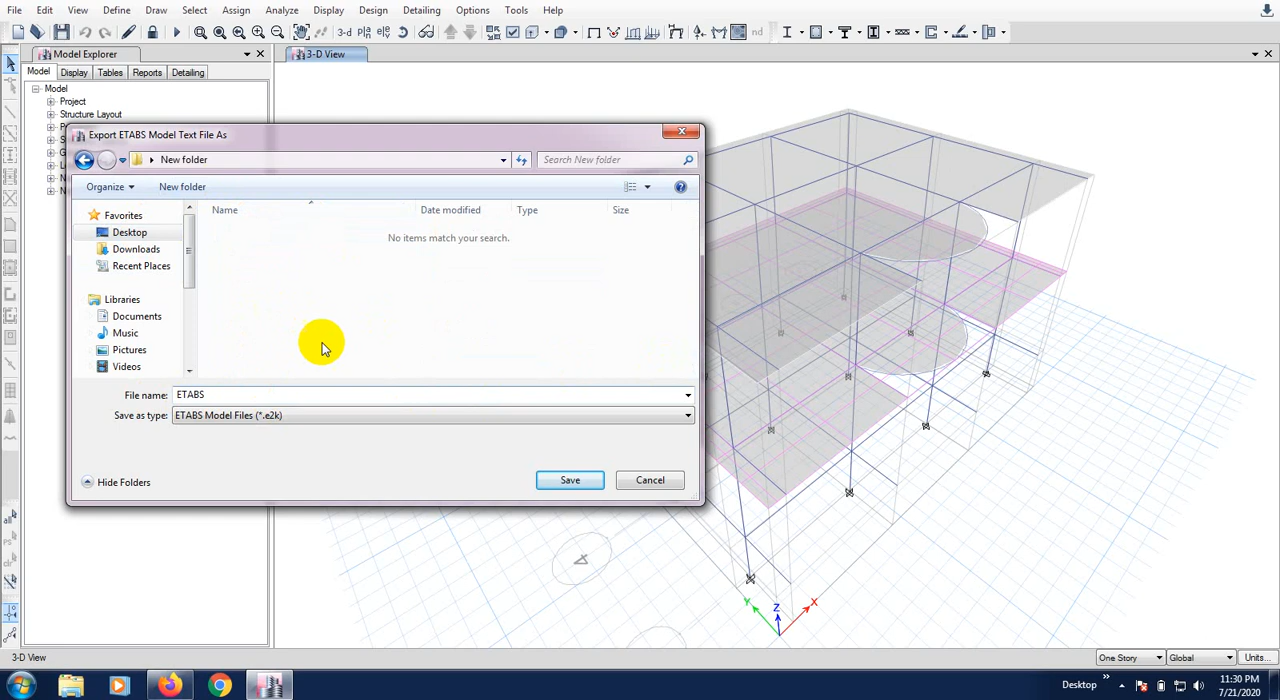 File Edit View Define Draw Select Assign Analyze Display Design Detailing Options Tools Help
3-d nd
Model Explorer
3-D View
Model Display Tables Reports Detailing
Model
Project
Structure Layout
Export ETABS Model Text File As
New folder
Search New folder
Organize New folder
Name Date modified Type Size
No items match your search.
Favorites
Desktop
Downloads
Recent Places
Libraries
Documents
Music
Pictures
Videos
File name: ETABS
Save as type: ETABS Model Files (*.e2k)
Hide Folders
Save Cancel
Y Z X
3-D View
One Story Global Units...
Desktop
11:30 PM
7/21/2020